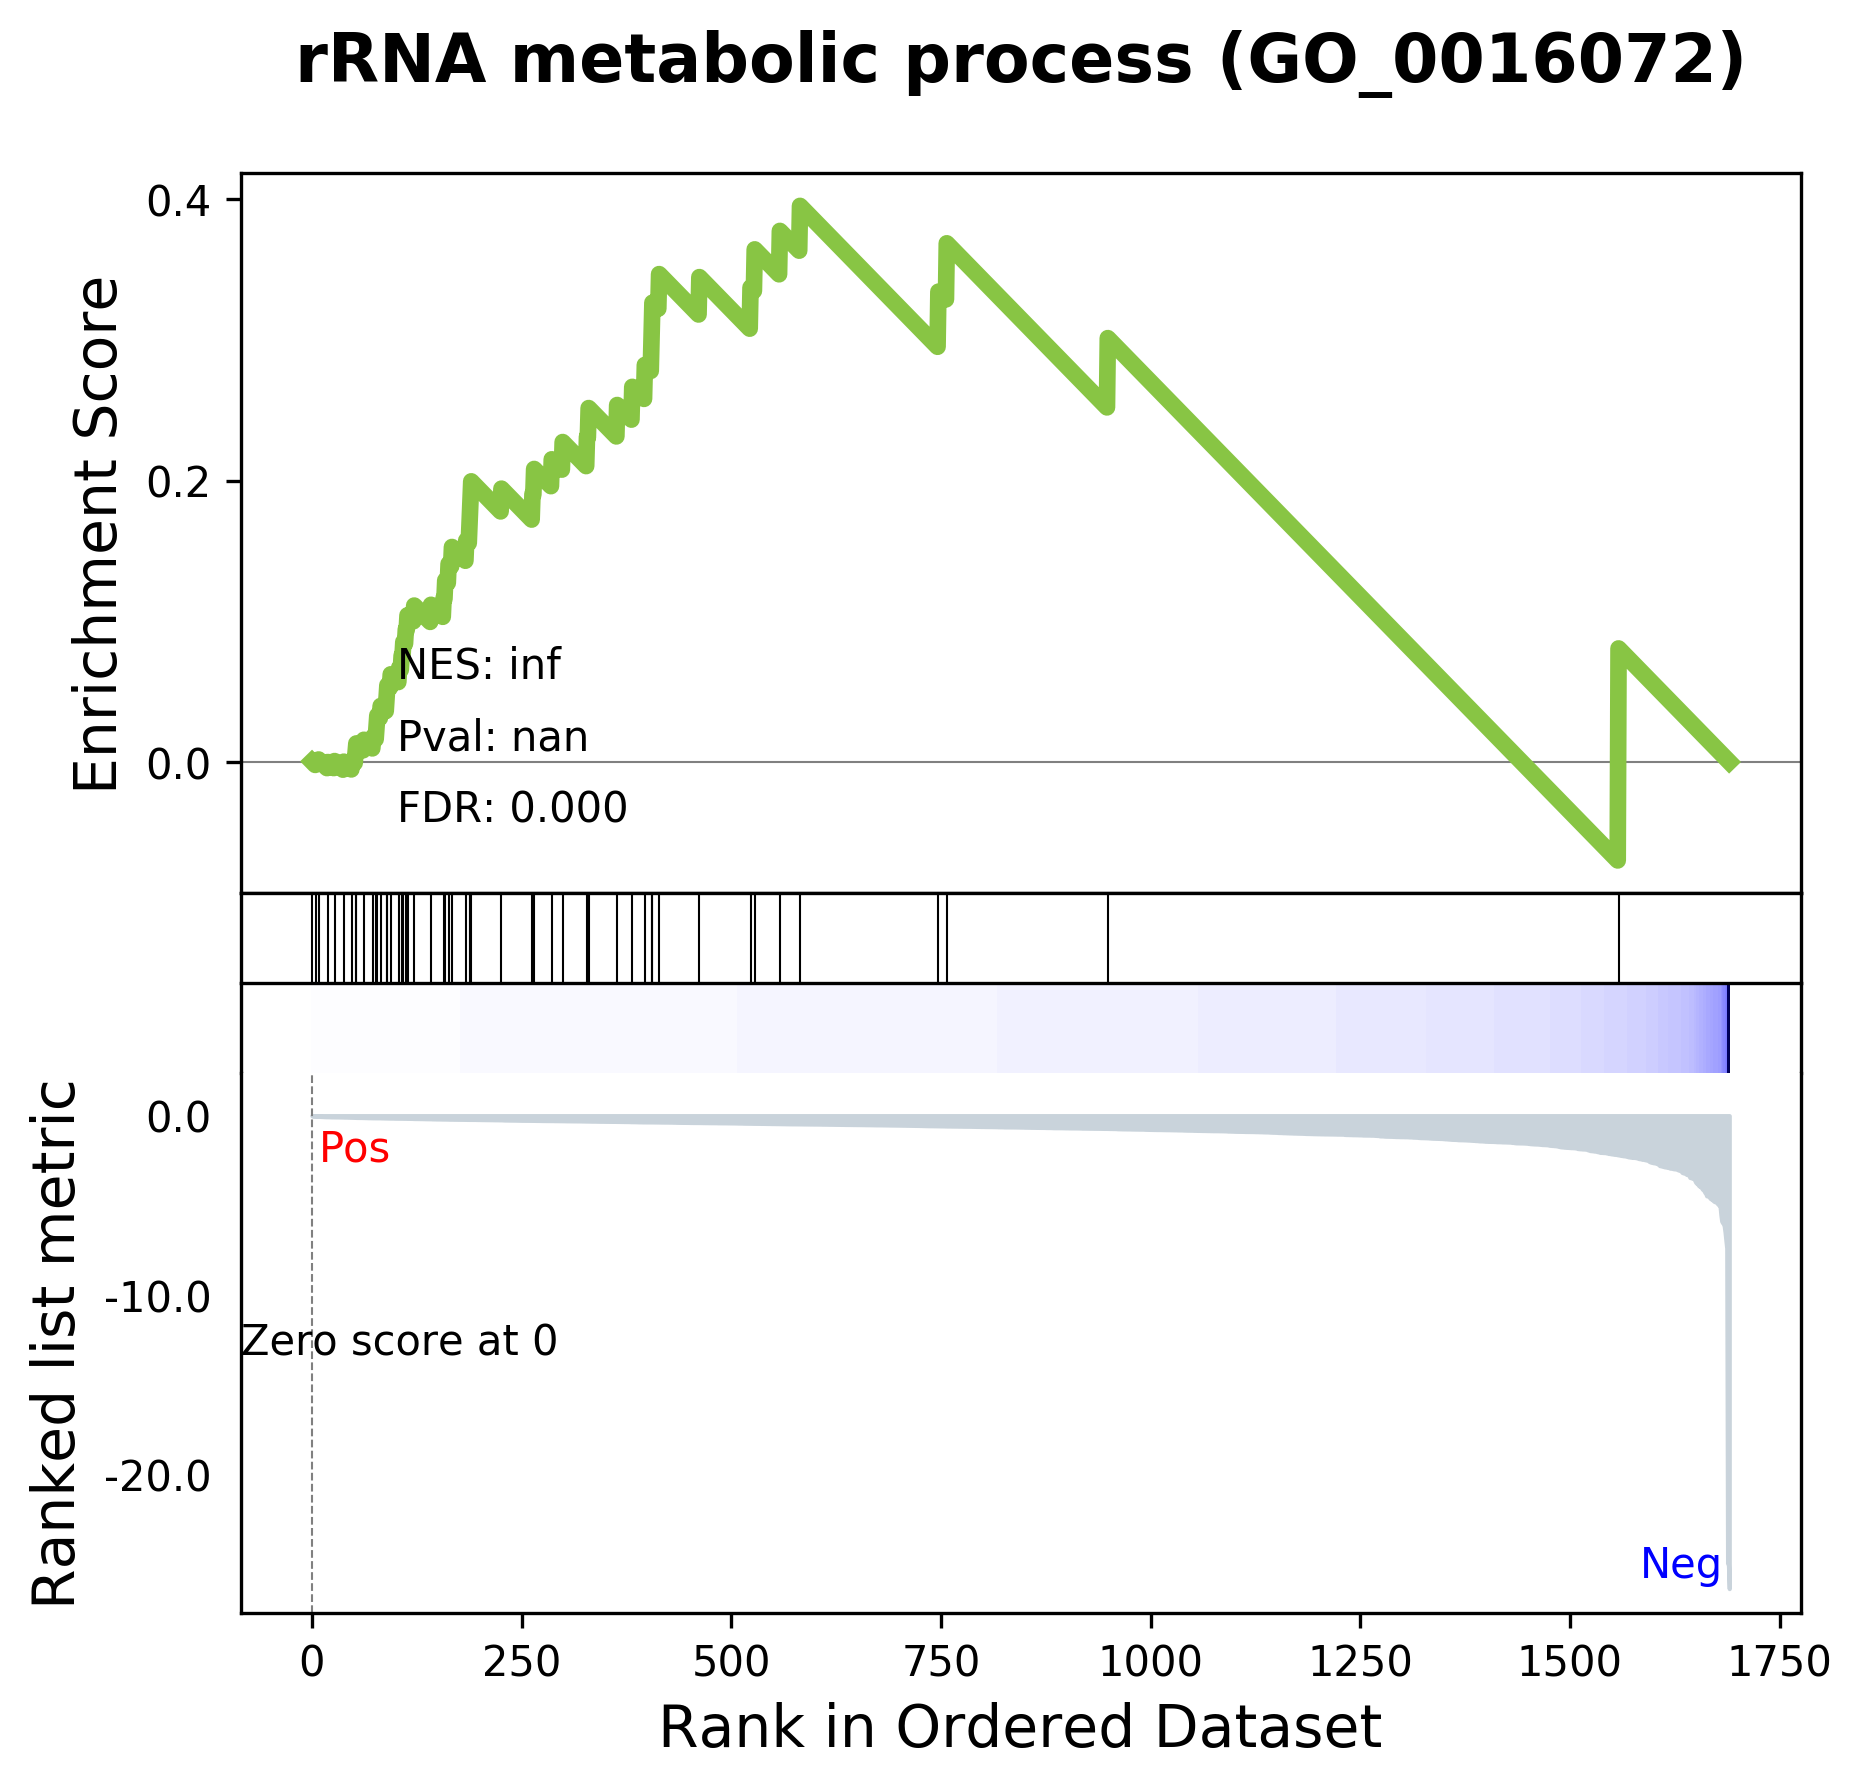 rRNA metabolic process (GO_0016072)
Enrichment Score
0.4
0.2
0.0
NES: inf
Pval: nan
FDR: 0.000
Ranked list metric
0.0
-10.0
-20.0
Pos
Zero score at 0
Neg
0 250 500 750 1000 1250 1500 1750
Rank in Ordered Dataset